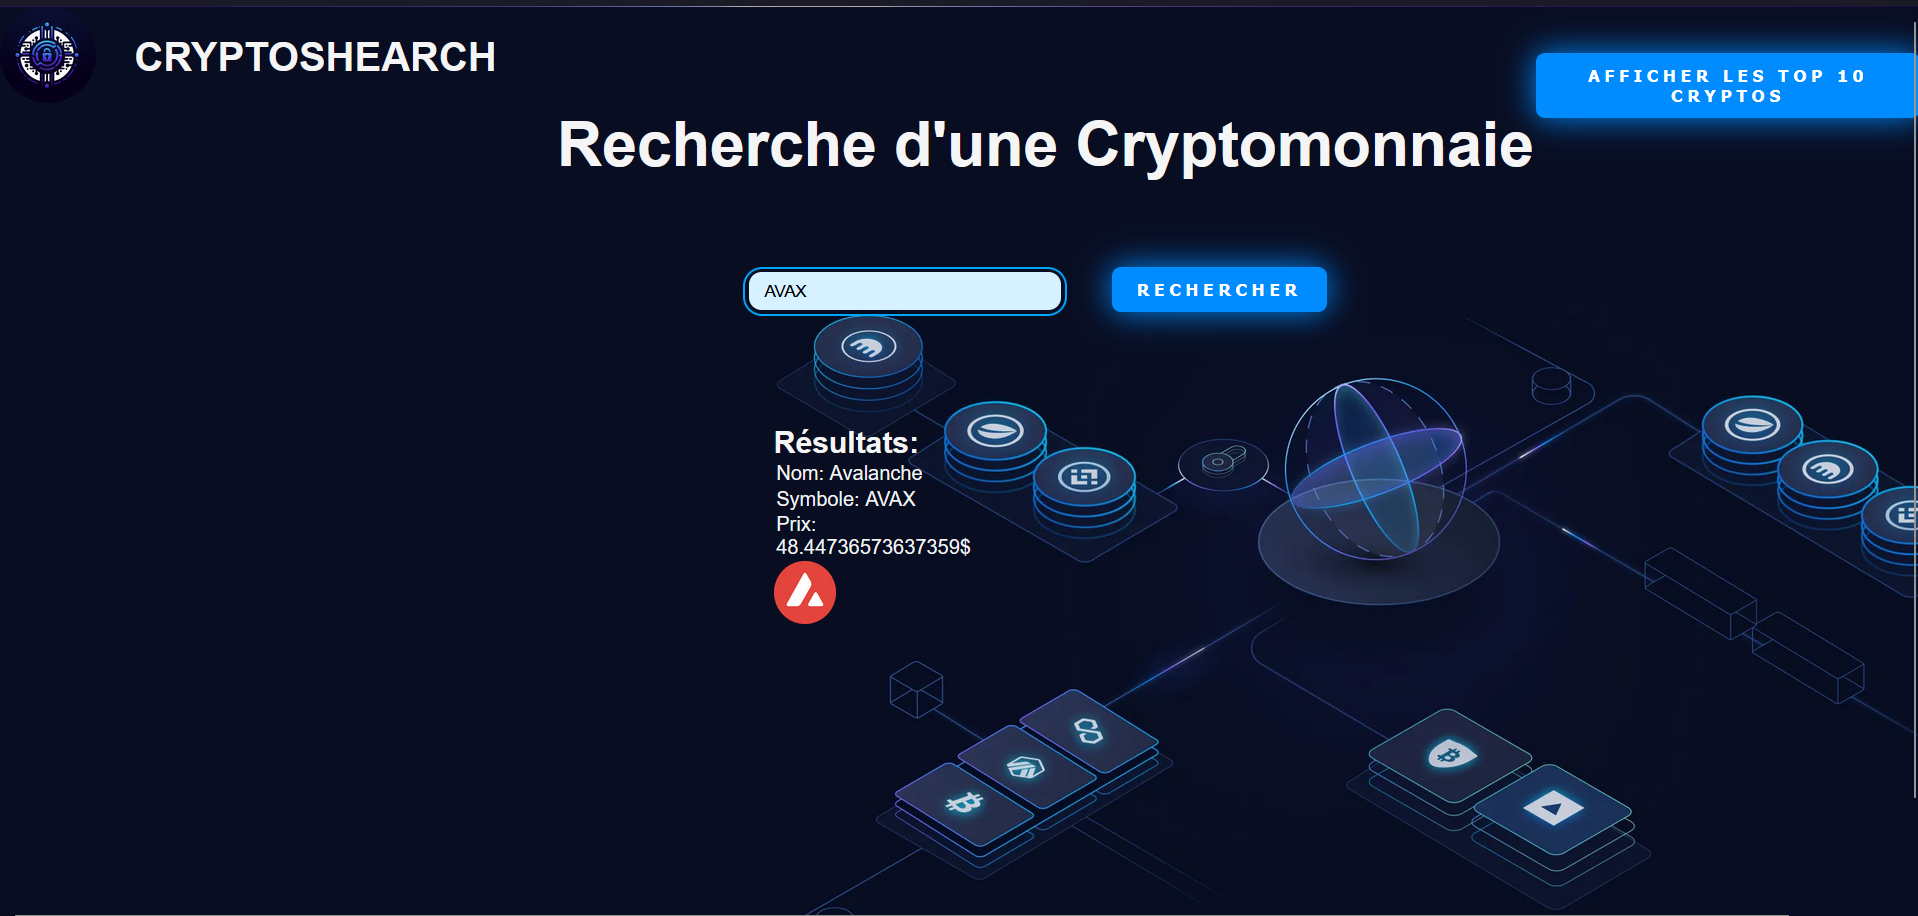 CRYPTOSHEARCH
AFFICHER LES TOP 10
CRYPTOS
Recherche d'une Cryptomonnaie
AVAX
RECHERCHER
Résultats:
Nom: Avalanche
Symbole: AVAX
Prix:
48.44736573637359$